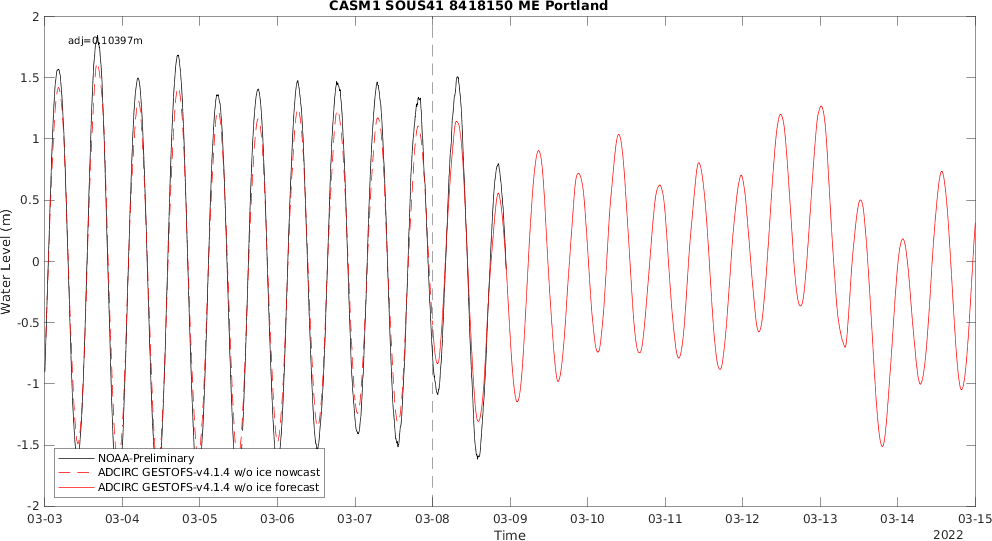 CASM1 SOUS41 8418150 ME Portland
2
adj=0.10397m
1.5
1
0.5
0
-0.5
-1
-1.5
-2
Water Level (m)
NOAA-Preliminary
ADCIRC GESTOFS-v4.1.4 w/o ice nowcast
ADCIRC GESTOFS-v4.1.4 w/o ice forecast
03-03 03-04 03-05 03-06 03-07 03-08 03-09 03-10 03-11 03-12 03-13 03-14 03-15
Time
2022